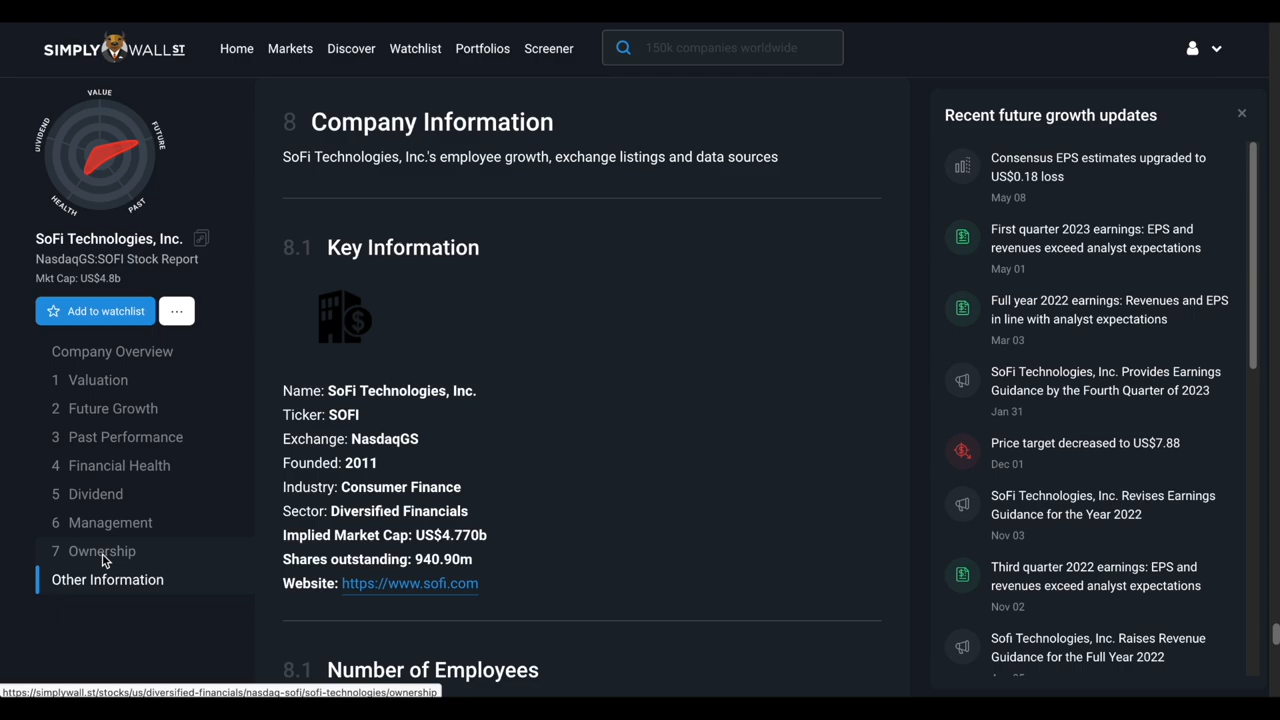 SIMPLY WALL ST
Home
Markets
Discover
Watchlist
Portfolios
Screener
150k companies worldwide
VALUE
FUTURE
PAST
HEALTH
DIVIDEND
SoFi Technologies, Inc.
NasdaqGS:SOFI Stock Report
Mkt Cap: US$4.8b
Add to watchlist
...
Company Overview
1 Valuation
2 Future Growth
3 Past Performance
4 Financial Health
5 Dividend
6 Management
7 Ownership
Other Information
8 Company Information
SoFi Technologies, Inc.'s employee growth, exchange listings and data sources
8.1 Key Information
Name: SoFi Technologies, Inc.
Ticker: SOFI
Exchange: NasdaqGS
Founded: 2011
Industry: Consumer Finance
Sector: Diversified Financials
Implied Market Cap: US$4.770b
Shares outstanding: 940.90m
Website: https://www.sofi.com
8.1 Number of Employees
Recent future growth updates
Consensus EPS estimates upgraded to
US$0.18 loss
May 08
First quarter 2023 earnings: EPS and
revenues exceed analyst expectations
May 01
Full year 2022 earnings: Revenues and EPS
in line with analyst expectations
Mar 03
SoFi Technologies, Inc. Provides Earnings
Guidance by the Fourth Quarter of 2023
Jan 31
Price target decreased to US$7.88
Dec 01
SoFi Technologies, Inc. Revises Earnings
Guidance for the Year 2022
Nov 03
Third quarter 2022 earnings: EPS and
revenues exceed analyst expectations
Nov 02
Sofi Technologies, Inc. Raises Revenue
Guidance for the Full Year 2022
https://simplywall.st/stocks/us/diversified-financials/nasdaq-sofi/sofi-technologies/ownership